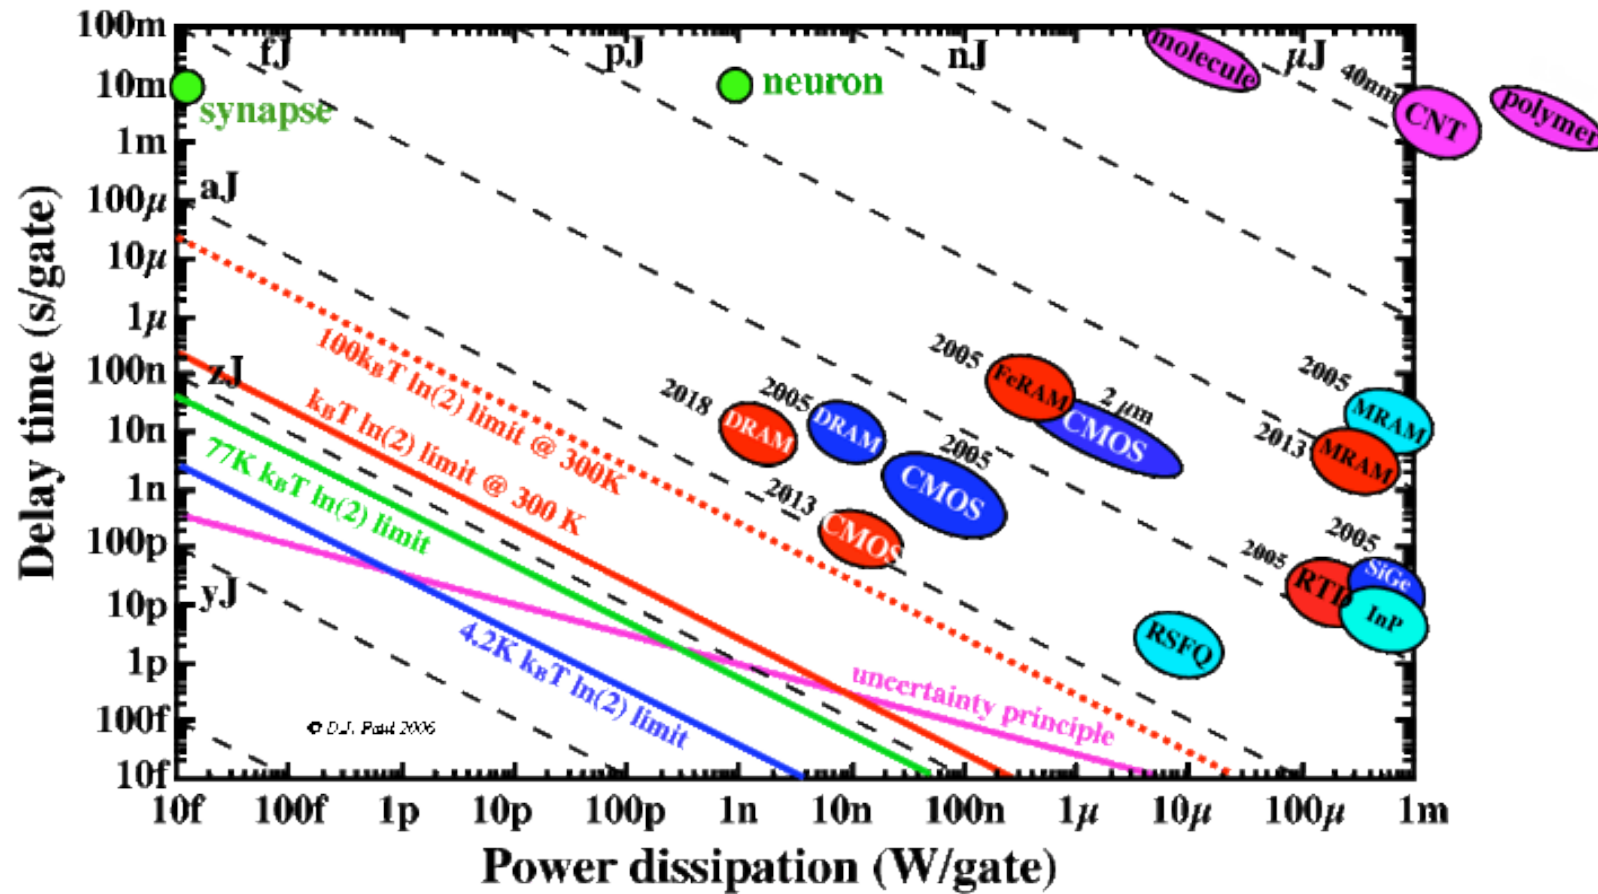 100m
10m
1m
100μ
10μ
1μ
100n
10n
1n
100p
10p
1p
100f
10f
Delay time (s/gate)
fJ
pJ
nJ
μJ
aJ
zJ
yJ
synapse
neuron
molecule
40nm
CNT
polymer
100kBT ln(2) limit @ 300K
kBT ln(2) limit @ 300 K
77K kBT ln(2) limit
4.2K kBT ln(2) limit
uncertainty principle
2018
DRAM
2005
DRAM
2005
FeRAM
2 μm
CMOS
2005
CMOS
2013
CMOS
2005
MRAM
2013
MRAM
2005
SiGe
2005
InP
RSFQ
© D.J. Paul 2006
10f
100f
1p
10p
100p
1n
10n
100n
1μ
10μ
100μ
1m
Power dissipation (W/gate)